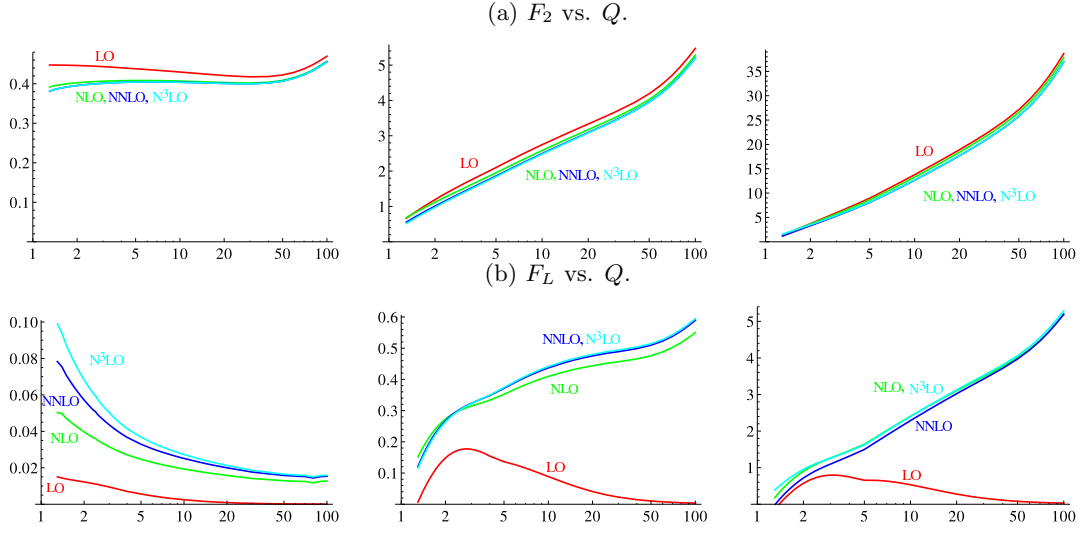 (a) F₂ vs. Q.
LO
NLO, NNLO, N³LO
0.4
0.3
0.2
0.1
1 2 5 10 20 50 100
LO
NLO, NNLO, N³LO
5
4
3
2
1
1 2 5 10 20 50 100
LO
NLO, NNLO, N³LO
35
30
25
20
15
10
5
1 2 5 10 20 50 100
(b) F_L vs. Q.
N³LO
NNLO
NLO
LO
0.10
0.08
0.06
0.04
0.02
1 2 5 10 20 50 100
NNLO, N³LO
NLO
LO
0.6
0.5
0.4
0.3
0.2
0.1
1 2 5 10 20 50 100
NLO, N³LO
NNLO
LO
5
4
3
2
1
1 2 5 10 20 50 100